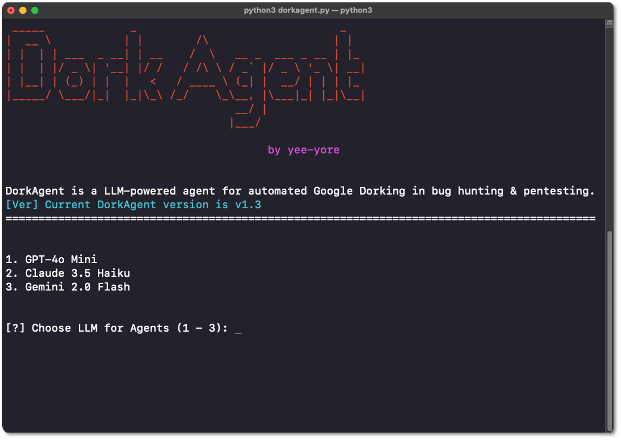 python3 dorkagent.py — python3
DorkAgent
by yee-yore
DorkAgent is a LLM-powered agent for automated Google Dorking in bug hunting & pentesting.
[Ver] Current DorkAgent version is v1.3
1. GPT-4o Mini
2. Claude 3.5 Haiku
3. Gemini 2.0 Flash
[?] Choose LLM for Agents (1 - 3): _